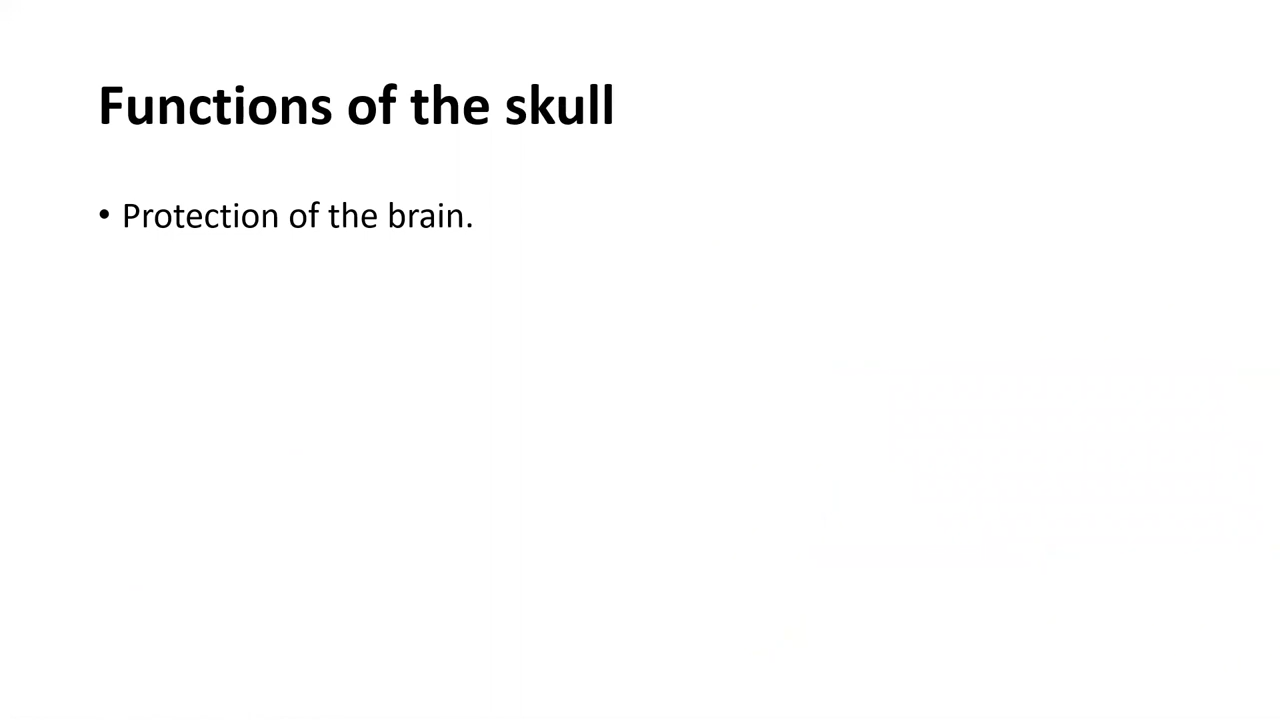 Functions of the skull
• Protection of the brain.